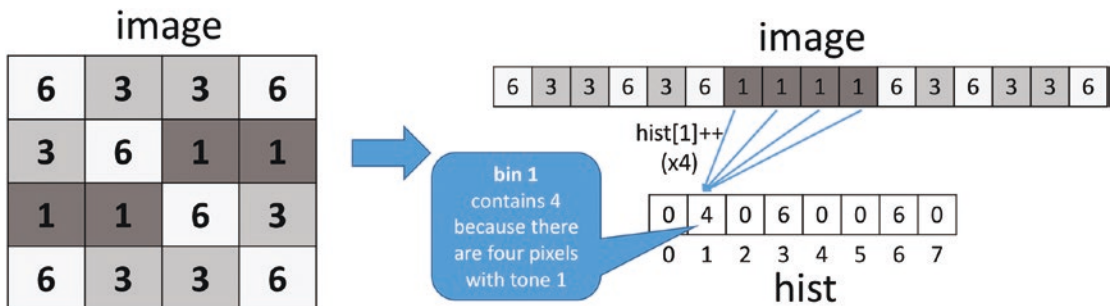 image
6 3 3 6
3 6 1 1
1 1 6 3
6 3 3 6
image
6 3 3 6 3 6 1 1 1 1 6 3 6 3 3 6
hist[1]++
(x4)
bin 1
contains 4
because there
are four pixels
with tone 1
0 4 0 6 0 0 6 0
0 1 2 3 4 5 6 7
hist